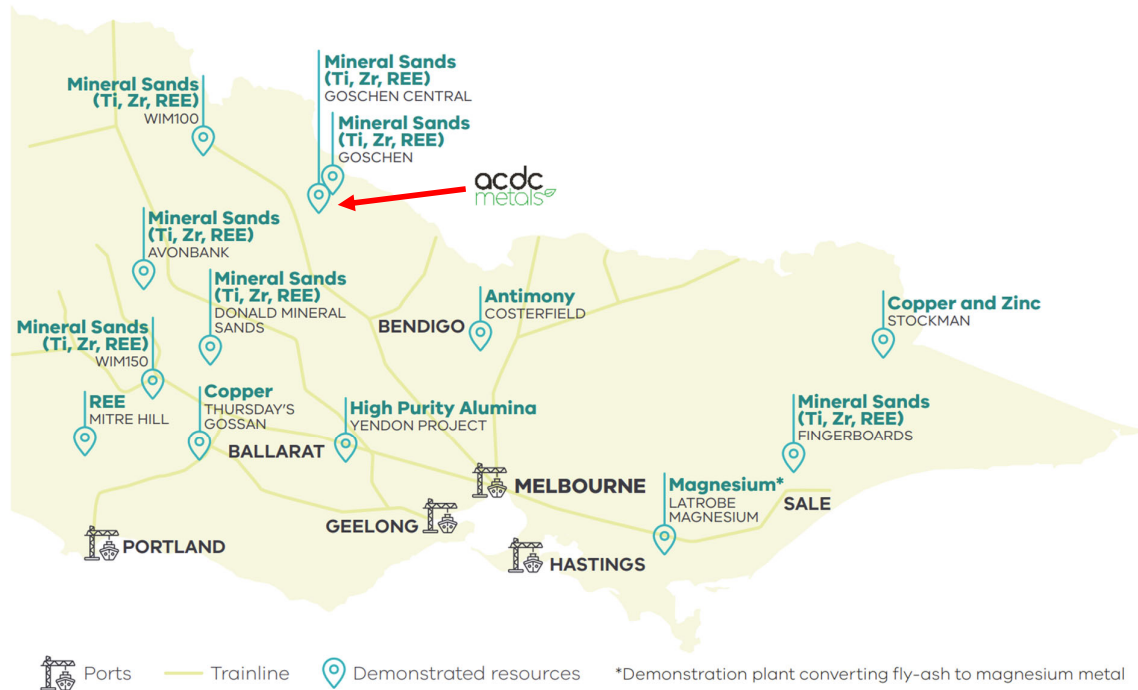 Mineral Sands
(Ti, Zr, REE)
GOSCHEN CENTRAL
Mineral Sands
(Ti, Zr, REE)
WIM100
Mineral Sands
(Ti, Zr, REE)
GOSCHEN
acdc
metals
Mineral Sands
(Ti, Zr, REE)
AVONBANK
Mineral Sands
(Ti, Zr, REE)
DONALD MINERAL
SANDS
Antimony
COSTERFIELD
BENDIGO
Copper and Zinc
STOCKMAN
Mineral Sands
(Ti, Zr, REE)
WIM150
REE
MITRE HILL
Copper
THURSDAY'S
GOSSAN
High Purity Alumina
YENDON PROJECT
BALLARAT
Mineral Sands
(Ti, Zr, REE)
FINGERBOARDS
MELBOURNE
Magnesium*
LATROBE
MAGNESIUM
SALE
GEELONG
PORTLAND
HASTINGS
Ports
Trainline
Demonstrated resources
*Demonstration plant converting fly-ash to magnesium metal